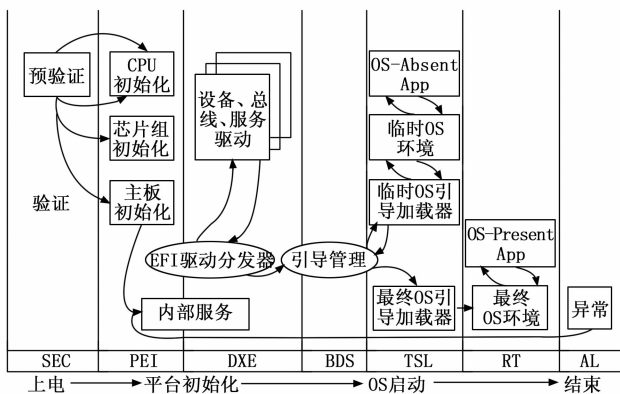 预验证
CPU
初始化
芯片组
初始化
主板
初始化
验证
设备、总
线、服务
驱动
EFI驱动分发器
引导管理
内部服务
OS-Absent
App
临时OS
环境
临时OS引
导加载器
最终OS引
导加载器
OS-Present
App
最终
OS环境
异常
SEC PEI DXE BDS TSL RT AL
上电 平台初始化 OS启动 结束